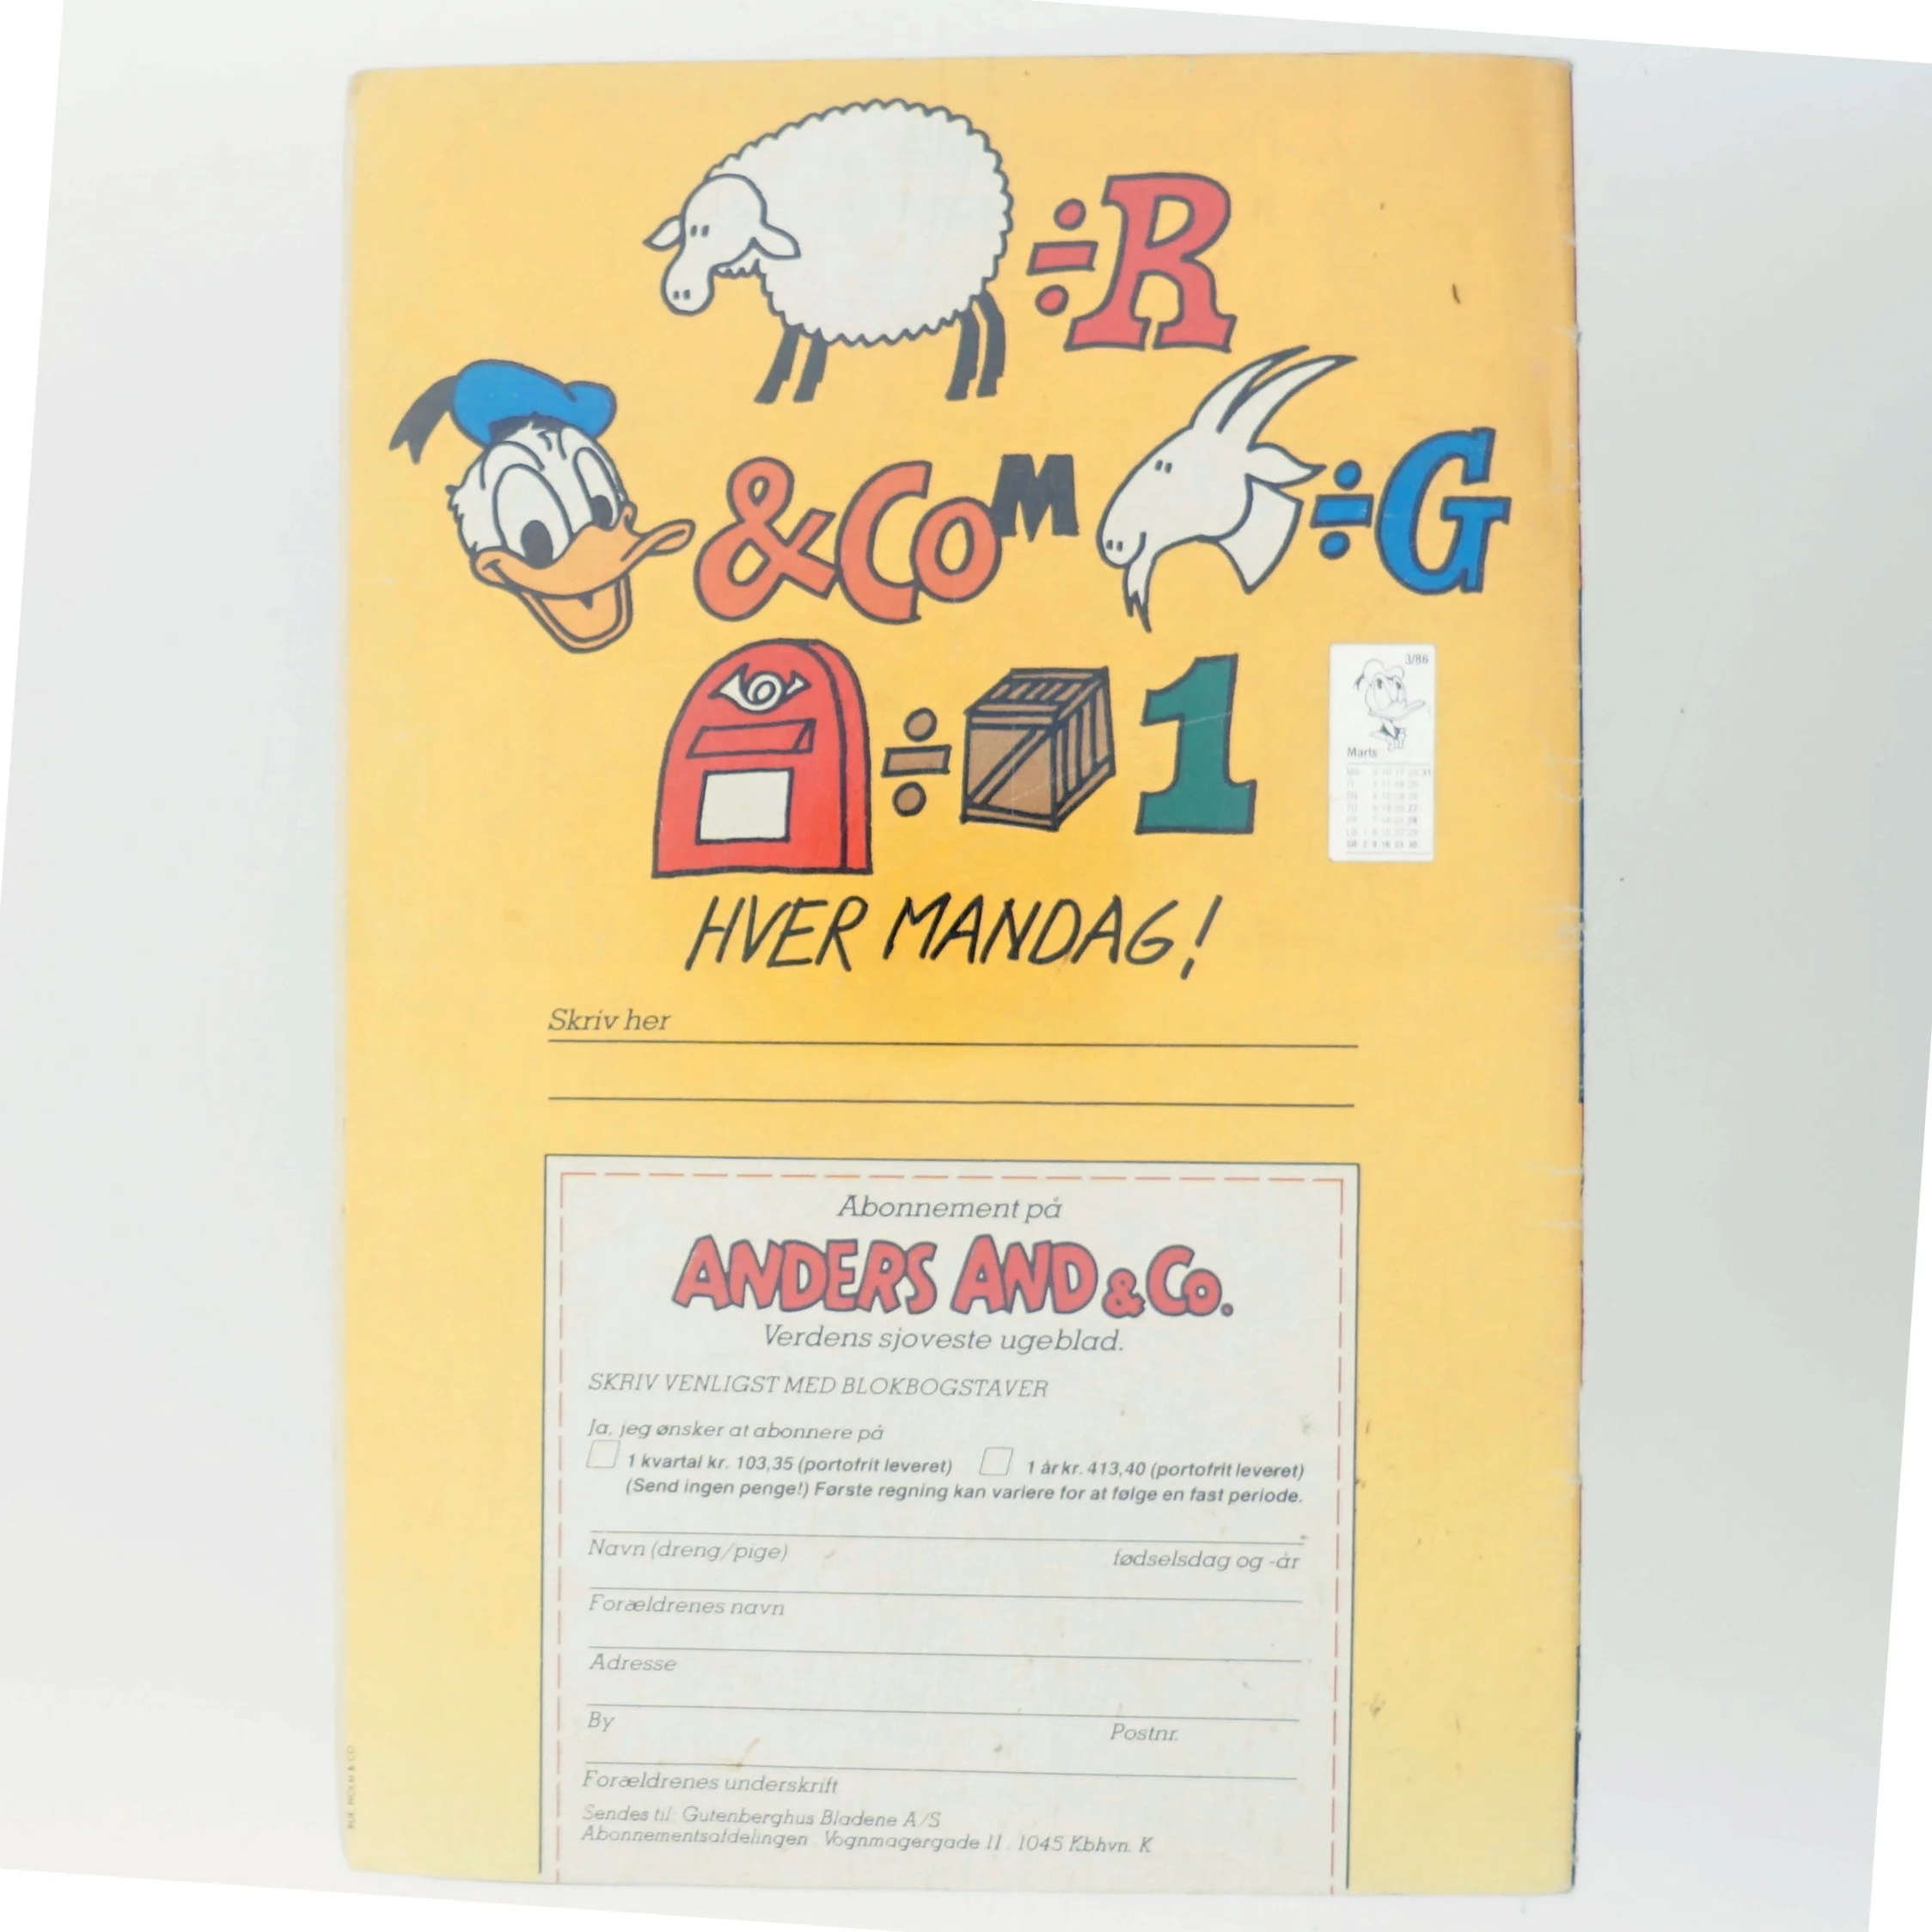 ÷R
&CoM ÷G
÷ 1
3/86
Marts
HVER MANDAG!
Skriv her
Abonnement på
ANDERS AND & Co.
Verdens sjoveste ugeblad.
SKRIV VENLIGST MED BLOKBOGSTAVER
Ja, jeg ønsker at abonnere på
1 kvartal kr. 103,35 (portofrit leveret) 1 år kr. 413,40 (portofrit leveret)
(Send ingen penge!) Første regning kan variere for at følge en fast periode.
Navn (dreng/pige) fødselsdag og -år
Forældrenes navn
Adresse
By Postnr.
Forældrenes underskrift
Sendes til: Gutenberghus Bladene A/S
Abonnementsafdelingen . Vognmagergade 11 . 1045 Kbhvn. K